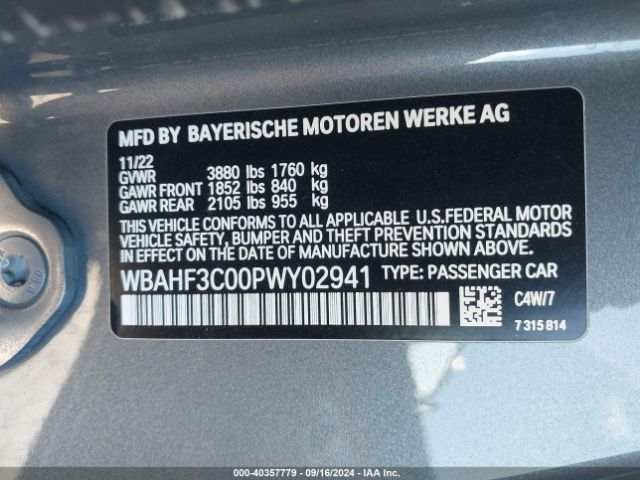 MFD BY BAYERISCHE MOTOREN WERKE AG
11/22
GVWR 3880 lbs 1760 kg
GAWR FRONT 1852 lbs 840 kg
GAWR REAR 2105 lbs 955 kg
THIS VEHICLE CONFORMS TO ALL APPLICABLE U.S.FEDERAL MOTOR
VEHICLE SAFETY, BUMPER AND THEFT PREVENTION STANDARDS
IN EFFECT ON THE DATE OF MANUFACTURE SHOWN ABOVE.
WBAHF3C00PWY02941 TYPE: PASSENGER CAR
C4W/7
7 315 814
000-40357779 - 09/16/2024 - IAA Inc.